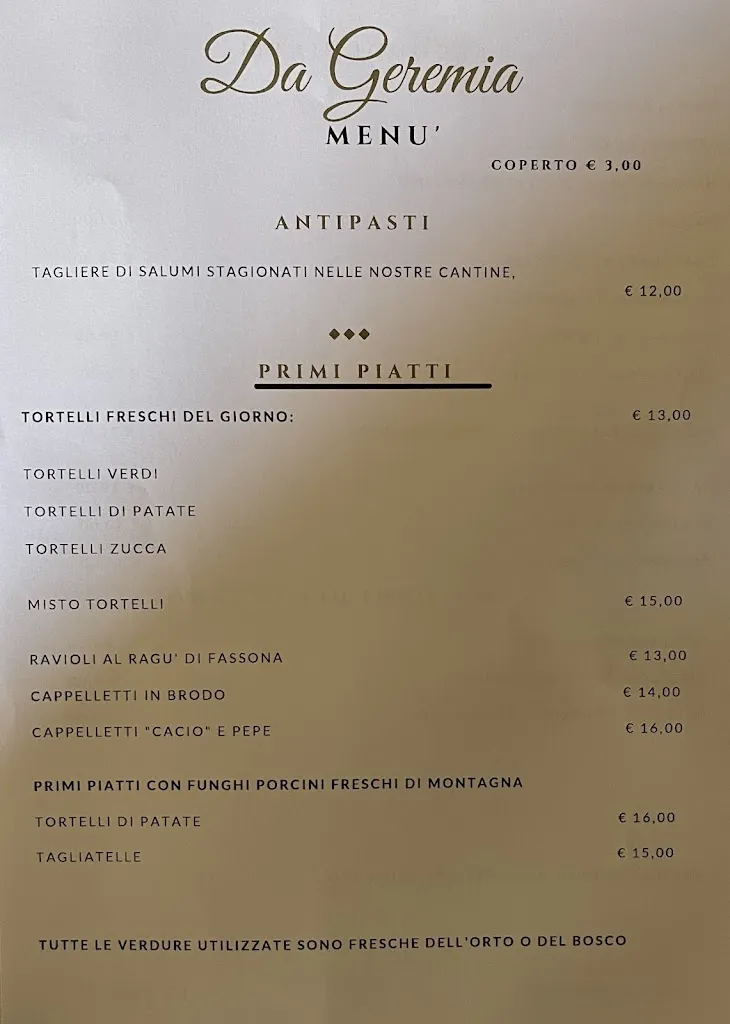 Da Geremia
MENU'
COPERTO € 3,00
ANTIPASTI
TAGLIERE DI SALUMI STAGIONATI NELLE NOSTRE CANTINE,
€ 12,00
PRIMI PIATTI
TORTELLI FRESCHI DEL GIORNO: € 13,00
TORTELLI VERDI
TORTELLI DI PATATE
TORTELLI ZUCCA
MISTO TORTELLI € 15,00
RAVIOLI AL RAGU' DI FASSONA € 13,00
CAPPELLETTI IN BRODO € 14,00
CAPPELLETTI "CACIO" E PEPE € 16,00
PRIMI PIATTI CON FUNGHI PORCINI FRESCHI DI MONTAGNA
TORTELLI DI PATATE € 16,00
TAGLIATELLE € 15,00
TUTTE LE VERDURE UTILIZZATE SONO FRESCHE DELL'ORTO O DEL BOSCO